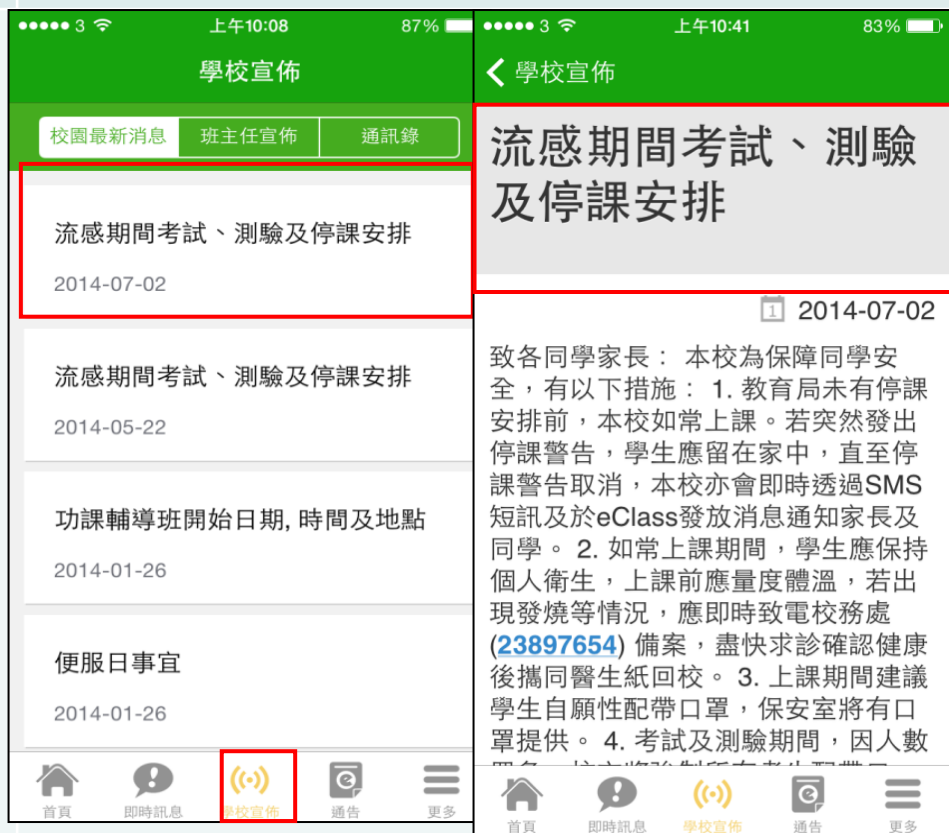 3
上午10:08
87%
學校宣佈
校園最新消息
班主任宣佈
通訊錄
流感期間考試、測驗及停課安排
2014-07-02
流感期間考試、測驗及停課安排
2014-05-22
功課輔導班開始日期, 時間及地點
2014-01-26
便服日事宜
2014-01-26
首頁
即時訊息
學校宣佈
通告
更多
3
上午10:41
83%
學校宣佈
流感期間考試、測驗
及停課安排
1
2014-07-02
致各同學家長： 本校為保障同學安
全，有以下措施： 1. 教育局未有停課
安排前，本校如常上課。若突然發出
停課警告，學生應留在家中，直至停
課警告取消，本校亦會即時透過SMS
短訊及於eClass發放消息通知家長及
同學。 2. 如常上課期間，學生應保持
個人衛生，上課前應量度體溫，若出
現發燒等情況，應即時致電校務處
(23897654) 備案，盡快求診確認健康
後攜同醫生紙回校。 3. 上課期間建議
學生自願性配帶口罩，保安室將有口
罩提供。 4. 考試及測驗期間，因人數
首頁
即時訊息
學校宣佈
通告
更多